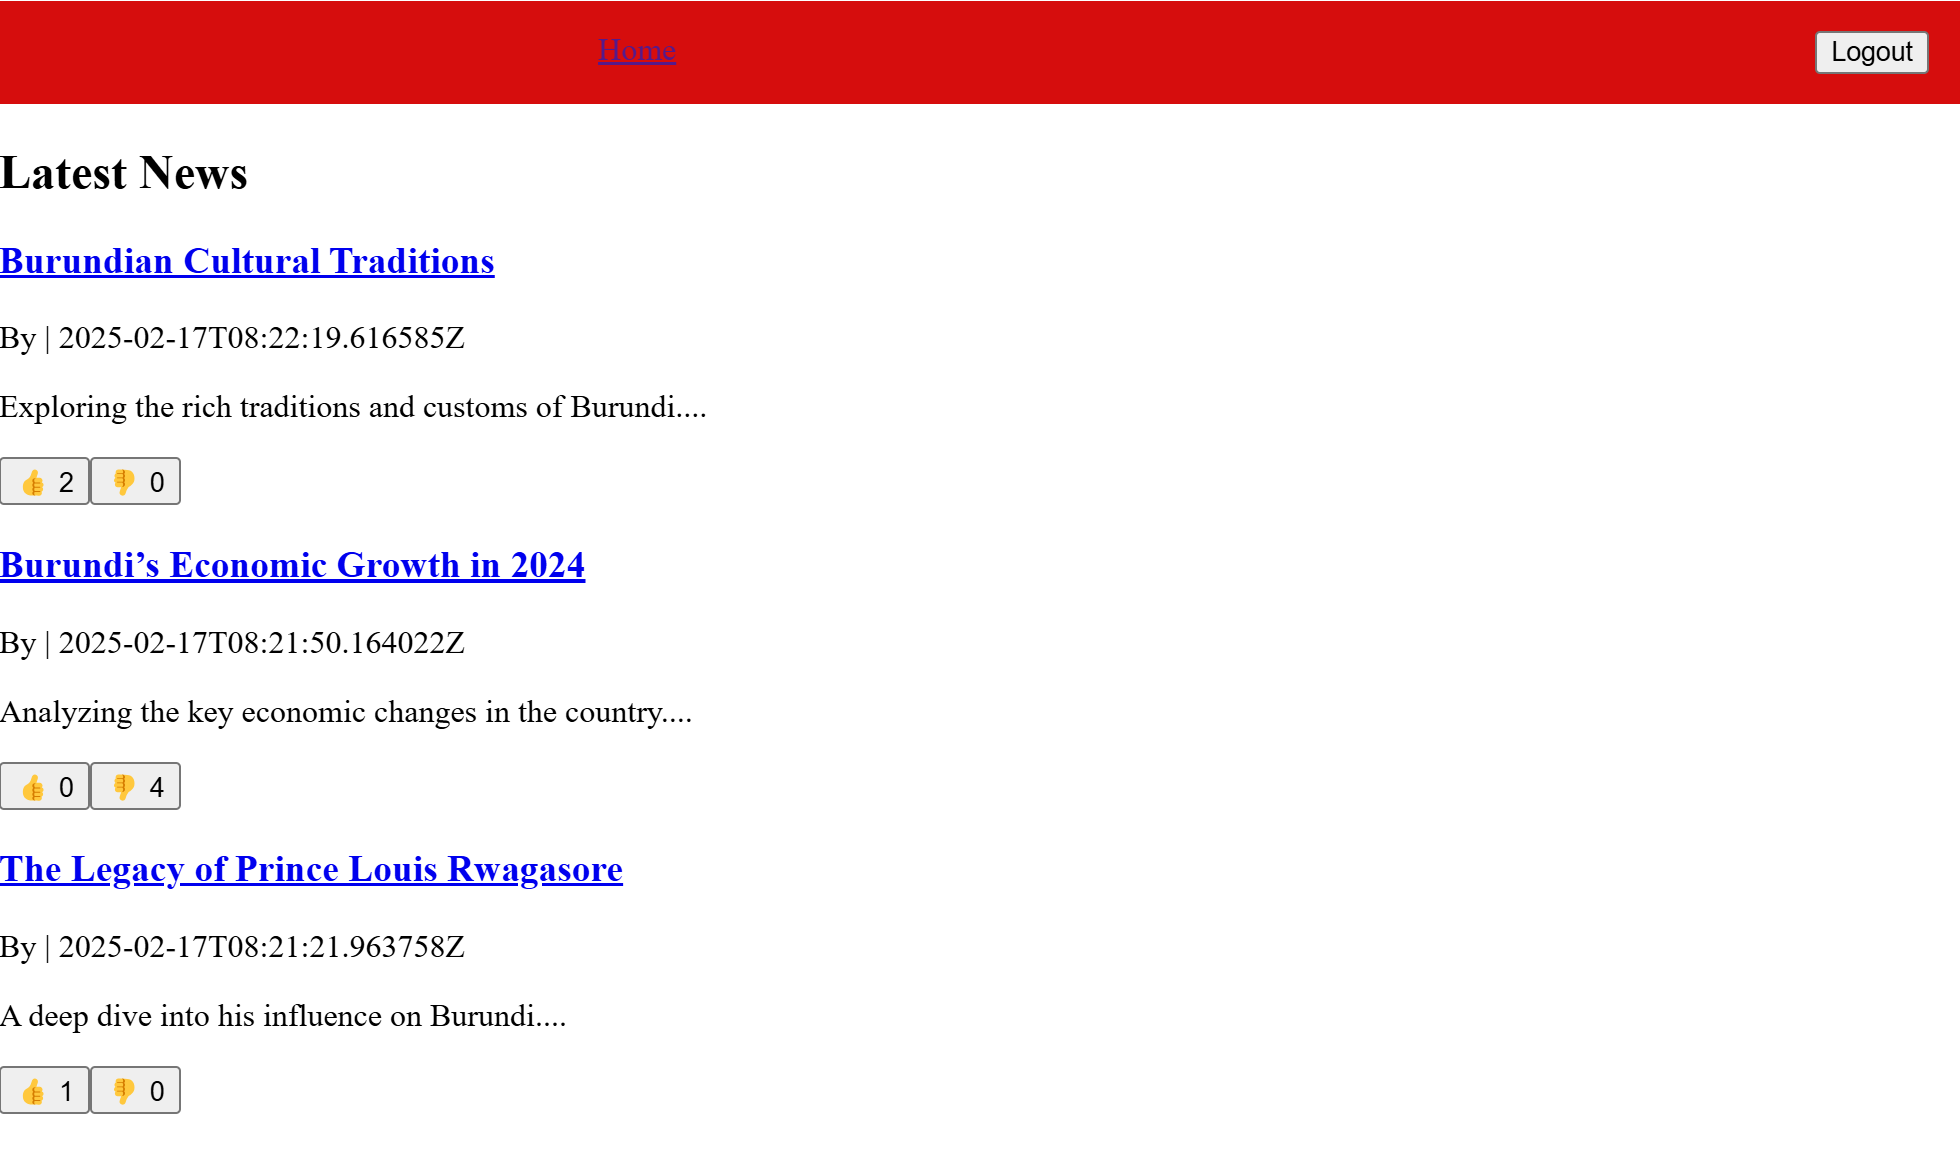 Home
Logout
Latest News
Burundian Cultural Traditions
By | 2025-02-17T08:22:19.616585Z
Exploring the rich traditions and customs of Burundi....
👍 2 👎 0
Burundi’s Economic Growth in 2024
By | 2025-02-17T08:21:50.164022Z
Analyzing the key economic changes in the country....
👍 0 👎 4
The Legacy of Prince Louis Rwagasore
By | 2025-02-17T08:21:21.963758Z
A deep dive into his influence on Burundi....
👍 1 👎 0